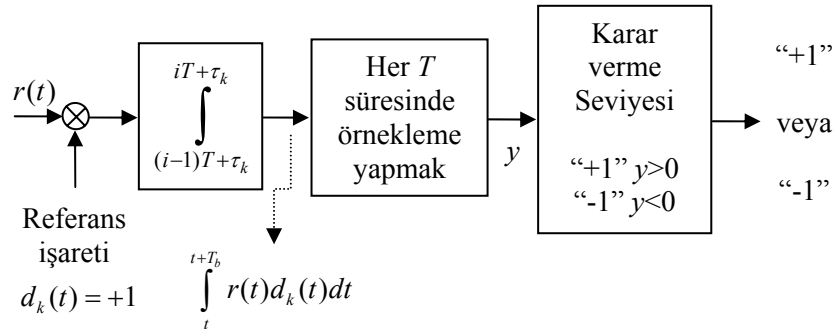 r(t)
Referans
işareti
d_k(t) = +1
iT+τ_k
∫
(i−1)T+τ_k
t+T_b
∫ r(t)d_k(t)dt
t
Her T
süresinde
örnekleme
yapmak
y
Karar
verme
Seviyesi
“+1” y>0
“-1” y<0
“+1”
veya
“-1”